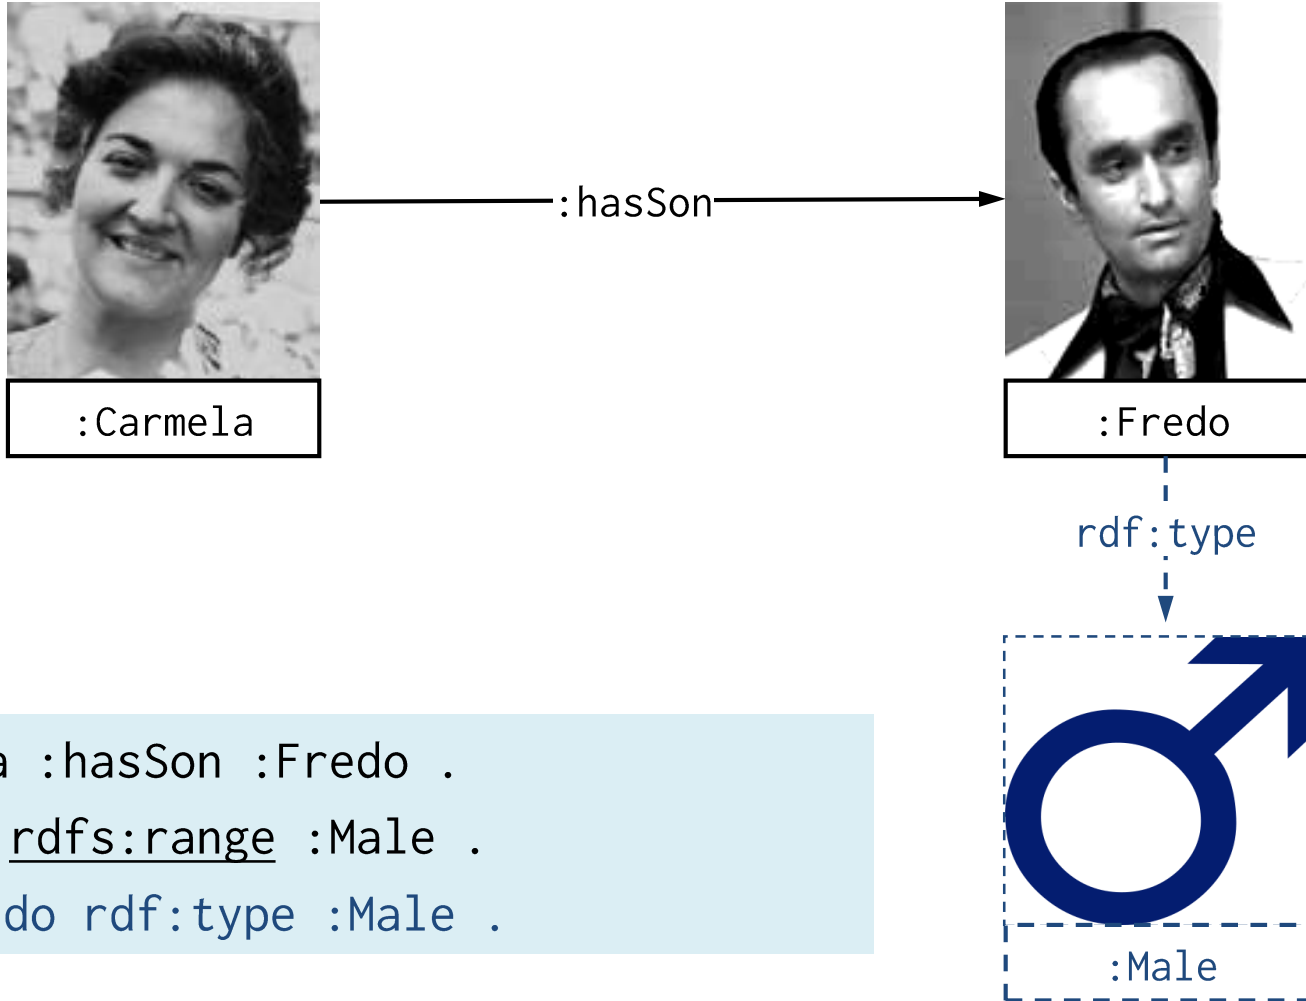 :hasSon
:Carmela
:Fredo
rdf:type
a :hasSon :Fredo .
rdfs:range :Male .
do rdf:type :Male .
:Male